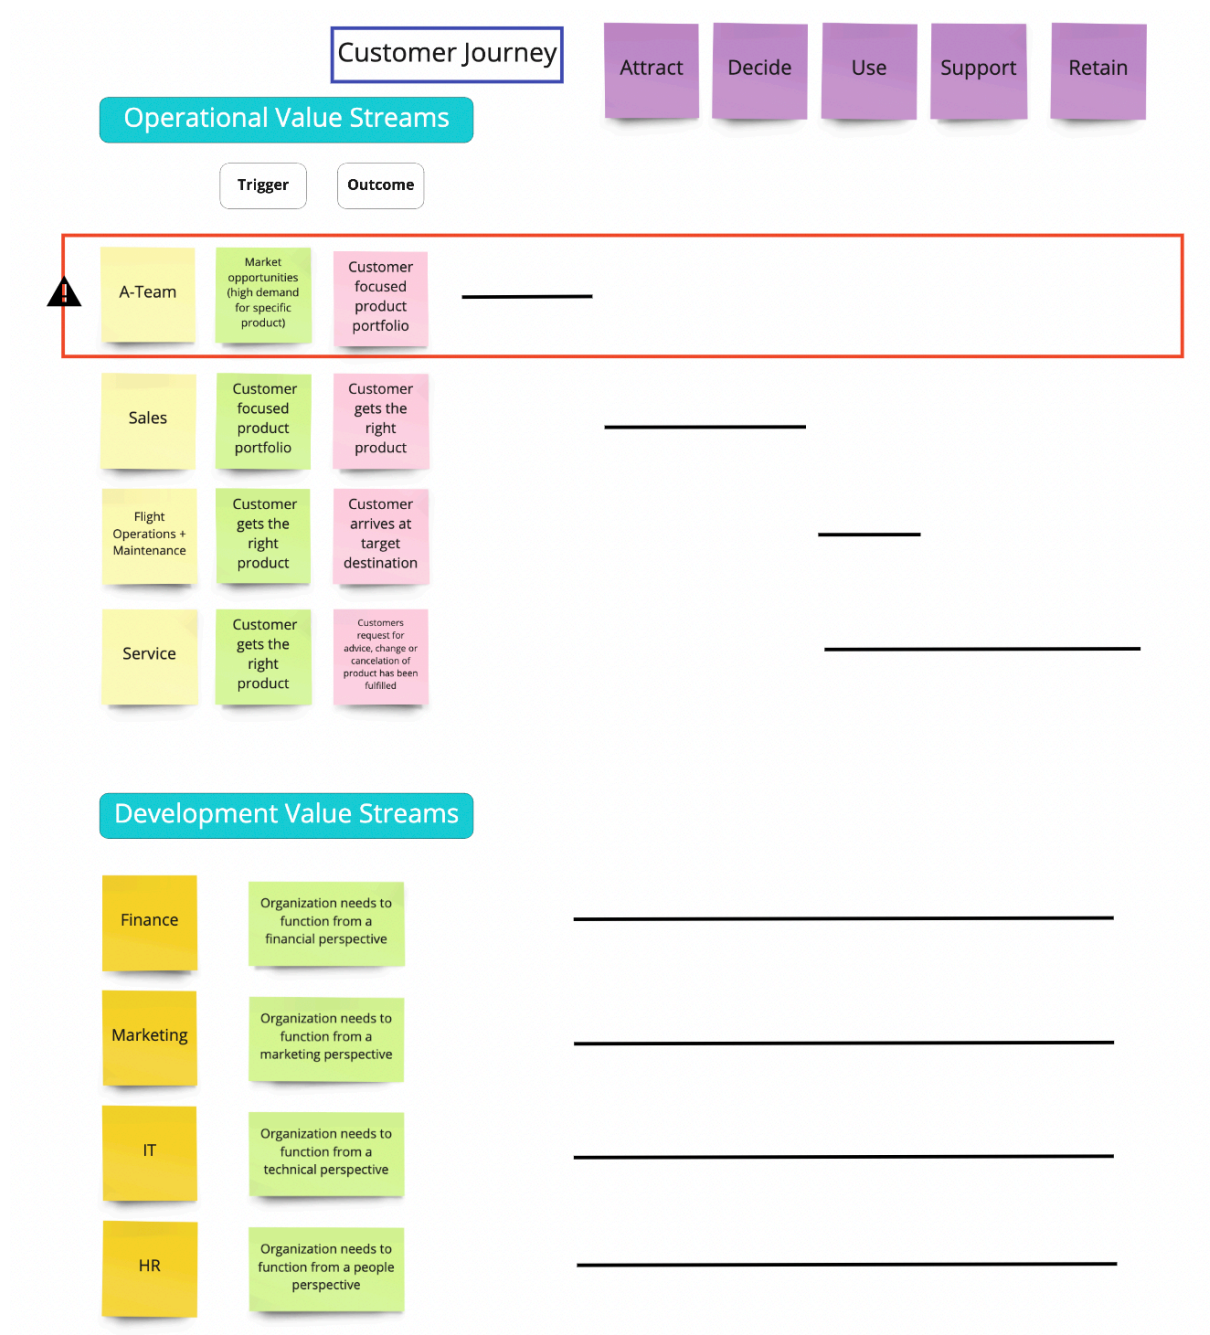 Customer Journey
Attract
Decide
Use
Support
Retain
Operational Value Streams
Trigger
Outcome
!
A-Team
Market
opportunities
(high demand
for specific
product)
Customer
focused
product
portfolio
Sales
Customer
focused
product
portfolio
Customer
gets the
right
product
Flight
Operations +
Maintenance
Customer
gets the
right
product
Customer
arrives at
target
destination
Service
Customer
gets the
right
product
Customers
request for
advice, change or
cancelation of
product has been
fulfilled
Development Value Streams
Finance
Organization needs to
function from a
financial perspective
Marketing
Organization needs to
function from a
marketing perspective
IT
Organization needs to
function from a
technical perspective
HR
Organization needs to
function from a people
perspective